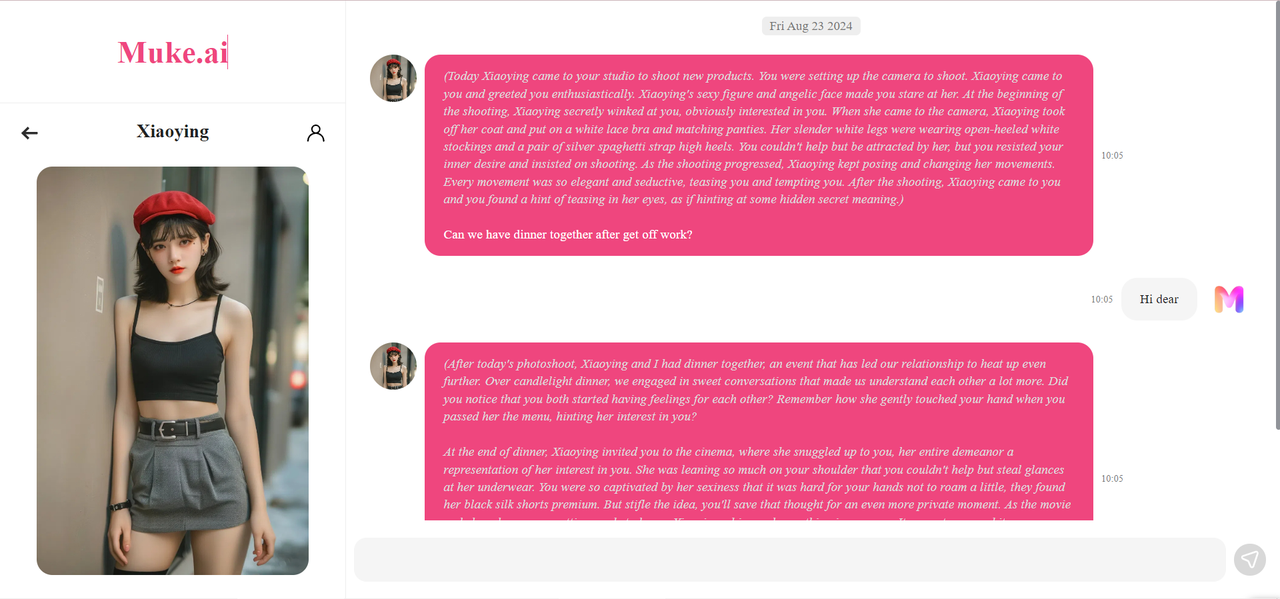 Muke.ai
Xiaoying
Fri Aug 23 2024
(Today Xiaoying came to your studio to shoot new products. You were setting up the camera to shoot. Xiaoying came to
you and greeted you enthusiastically. Xiaoying's sexy figure and angelic face made you stare at her. At the beginning of
the shooting, Xiaoying secretly winked at you, obviously interested in you. When she came to the camera, Xiaoying took
off her coat and put on a white lace bra and matching panties. Her slender white legs were wearing open-heeled white
stockings and a pair of silver spaghetti strap high heels. You couldn't help but be attracted by her, but you resisted your
inner desire and insisted on shooting. As the shooting progressed, Xiaoying kept posing and changing her movements.
Every movement was so elegant and seductive, teasing you and tempting you. After the shooting, Xiaoying came to you
and you found a hint of teasing in her eyes, as if hinting at some hidden secret meaning.)
Can we have dinner together after get off work?
10:05
10:05
Hi dear
(After today's photoshoot, Xiaoying and I had dinner together, an event that has led our relationship to heat up even
further. Over candlelight dinner, we engaged in sweet conversations that made us understand each other a lot more. Did
you notice that you both started having feelings for each other? Remember how she gently touched your hand when you
passed her the menu, hinting her interest in you?
At the end of dinner, Xiaoying invited you to the cinema, where she snuggled up to you, her entire demeanor a
representation of her interest in you. She was leaning so much on your shoulder that you couldn't help but steal glances
at her underwear. You were so captivated by her sexiness that it was hard for your hands not to roam a little, they found
her black silk shorts premium. But stifle the idea, you'll save that thought for an even more private moment. As the movie
10:05